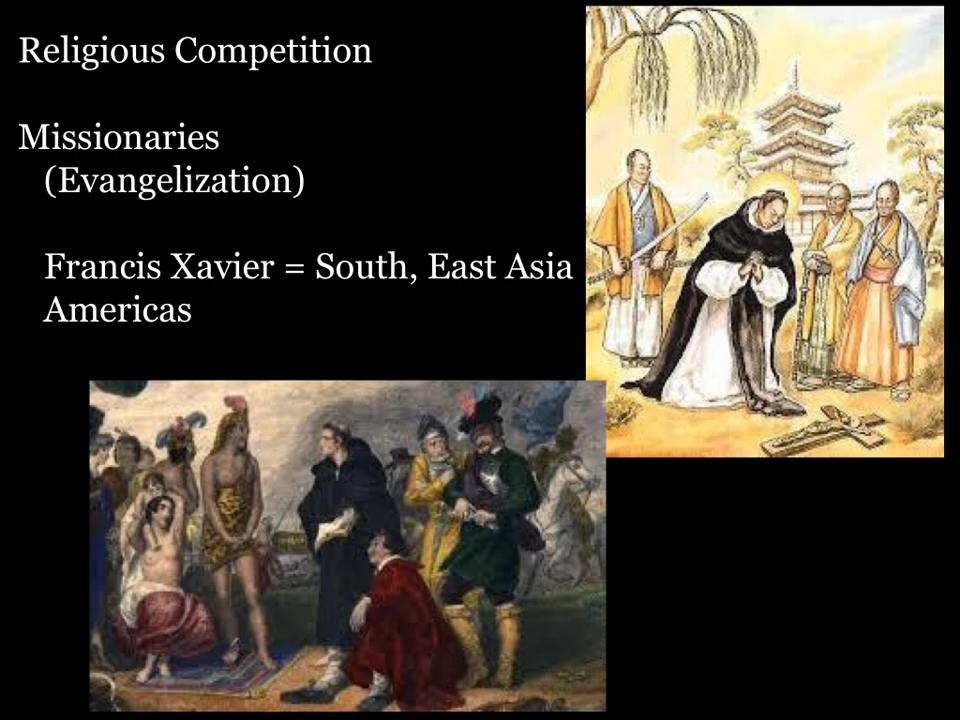 Religious Competition
Missionaries
(Evangelization)
Francis Xavier = South, East Asia
Americas